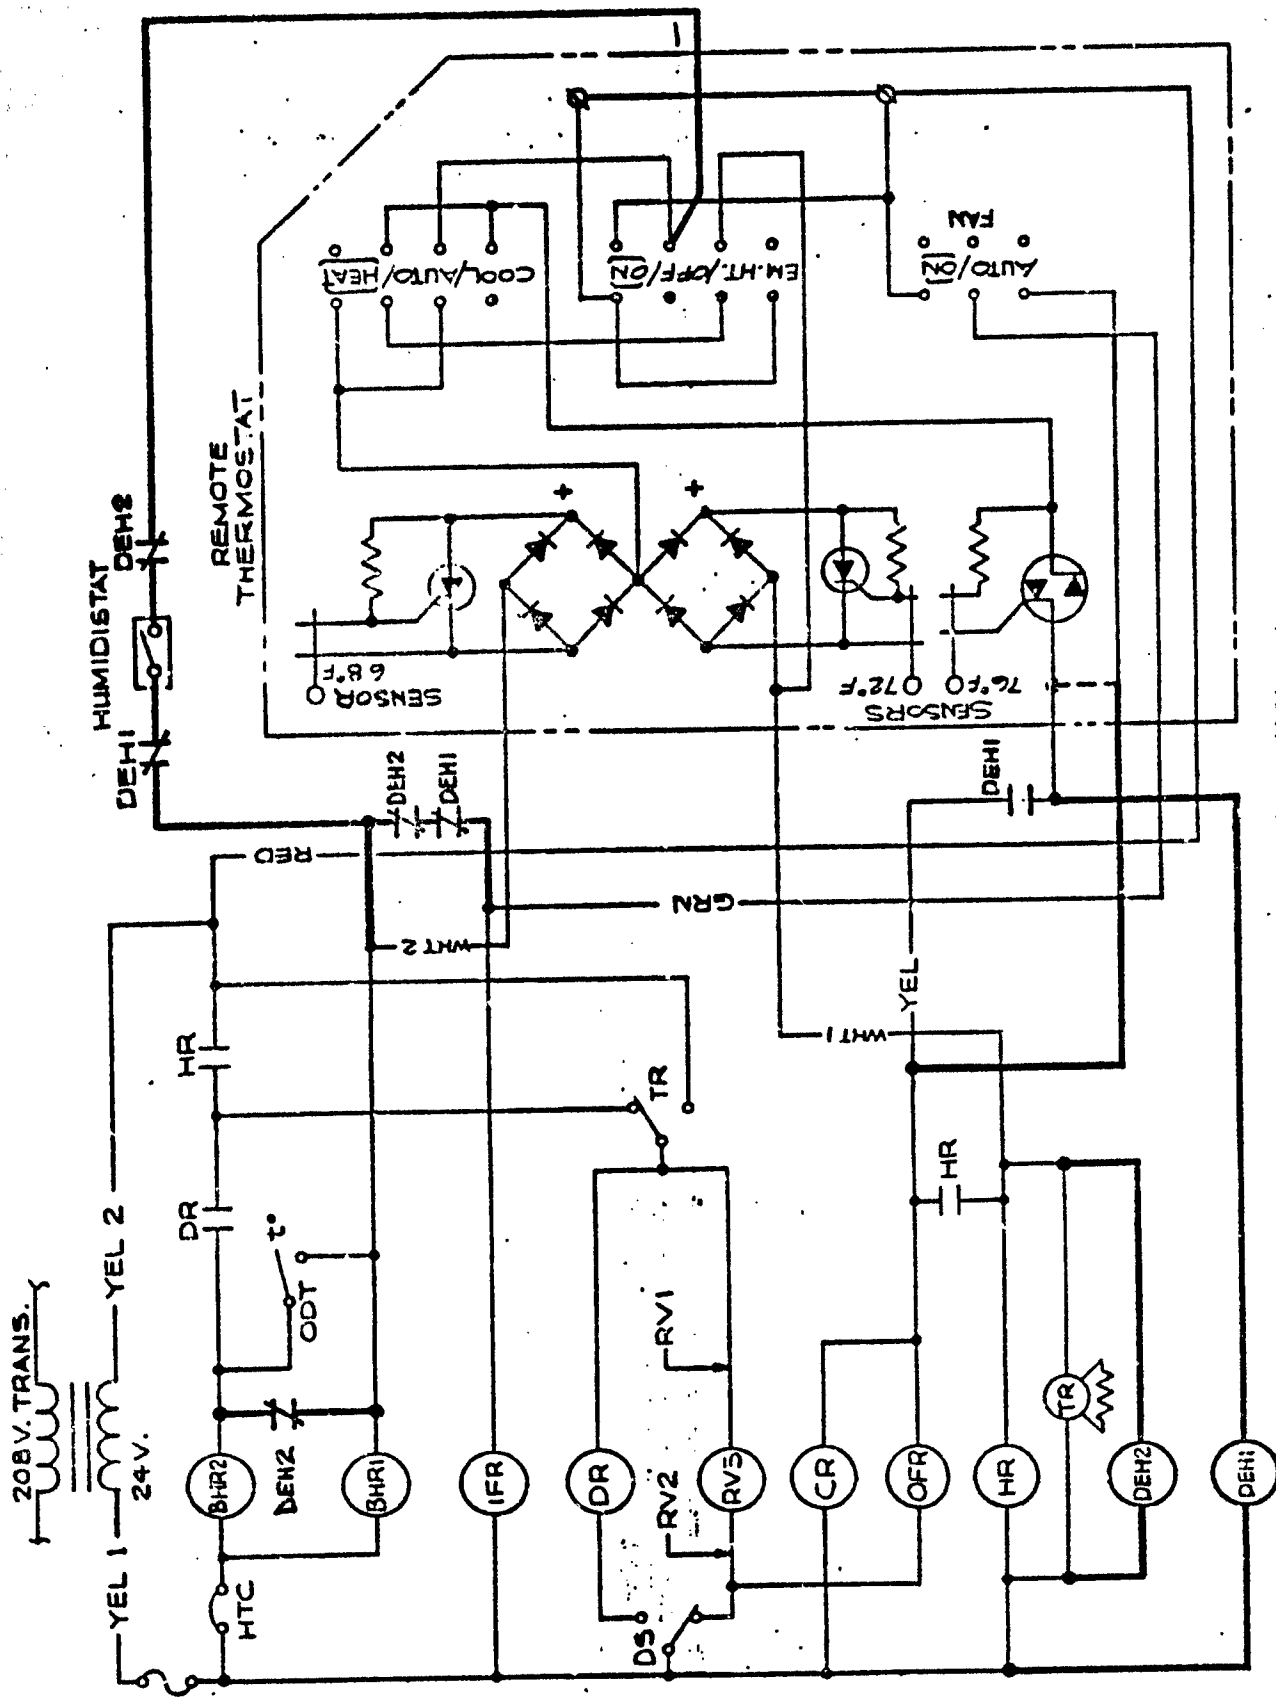 HUMIDISTAT
DEH1
DEH2
REMOTE
THERMOSTAT
HEAT
COOL/AUTO/
EM.HT./OFF/ON
FAN
AUTO/ON
+
+
SENSOR
68°F
SENSORS
72°F
76°F
DEH2
DEH1
DEH1
RED
GRN
WHT 2
WHT 1
YEL
208V. TRANS.
24V.
YEL 1
YEL 2
HR
DR
t°
ODT
TR
HR
RV1
RV2
BHR2
DEH2
BHR1
IFR
DR
RVS
CR
OFR
HR
TR
DEH2
DEH1
HTC
DS